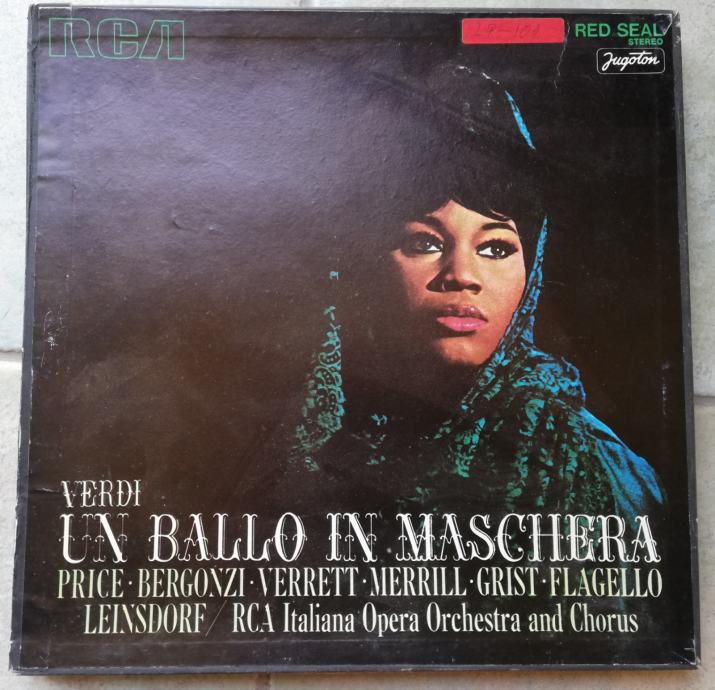 RCA
RED SEAL
STEREO
Jugoton
VERDI
UN BALLO IN MASCHERA
PRICE · BERGONZI · VERRETT · MERRILL · GRIST · FLAGELLO
LEINSDORF / RCA Italiana Opera Orchestra and Chorus